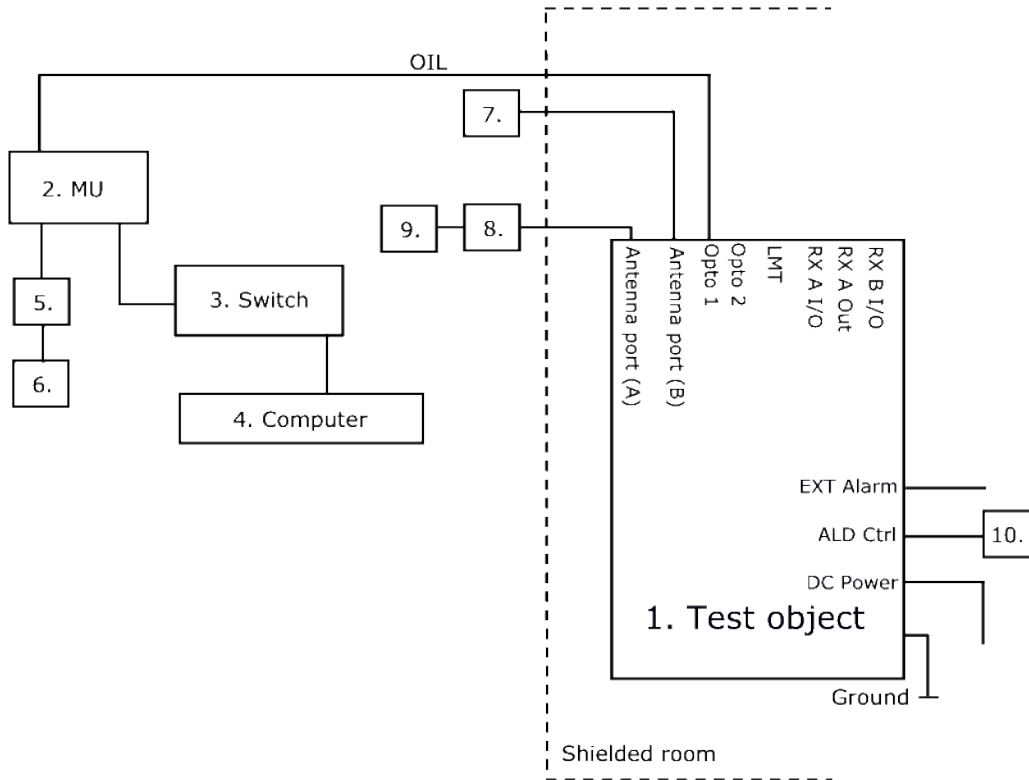 OIL
7.
2. MU
9.
8.
Antenna port (A)
Antenna port (B)
Opto 1
Opto 2
LMT
RX A I/O
RX A Out
RX B I/O
5.
3. Switch
6.
4. Computer
EXT Alarm
ALD Ctrl
10.
DC Power
1. Test object
Ground
Shielded room